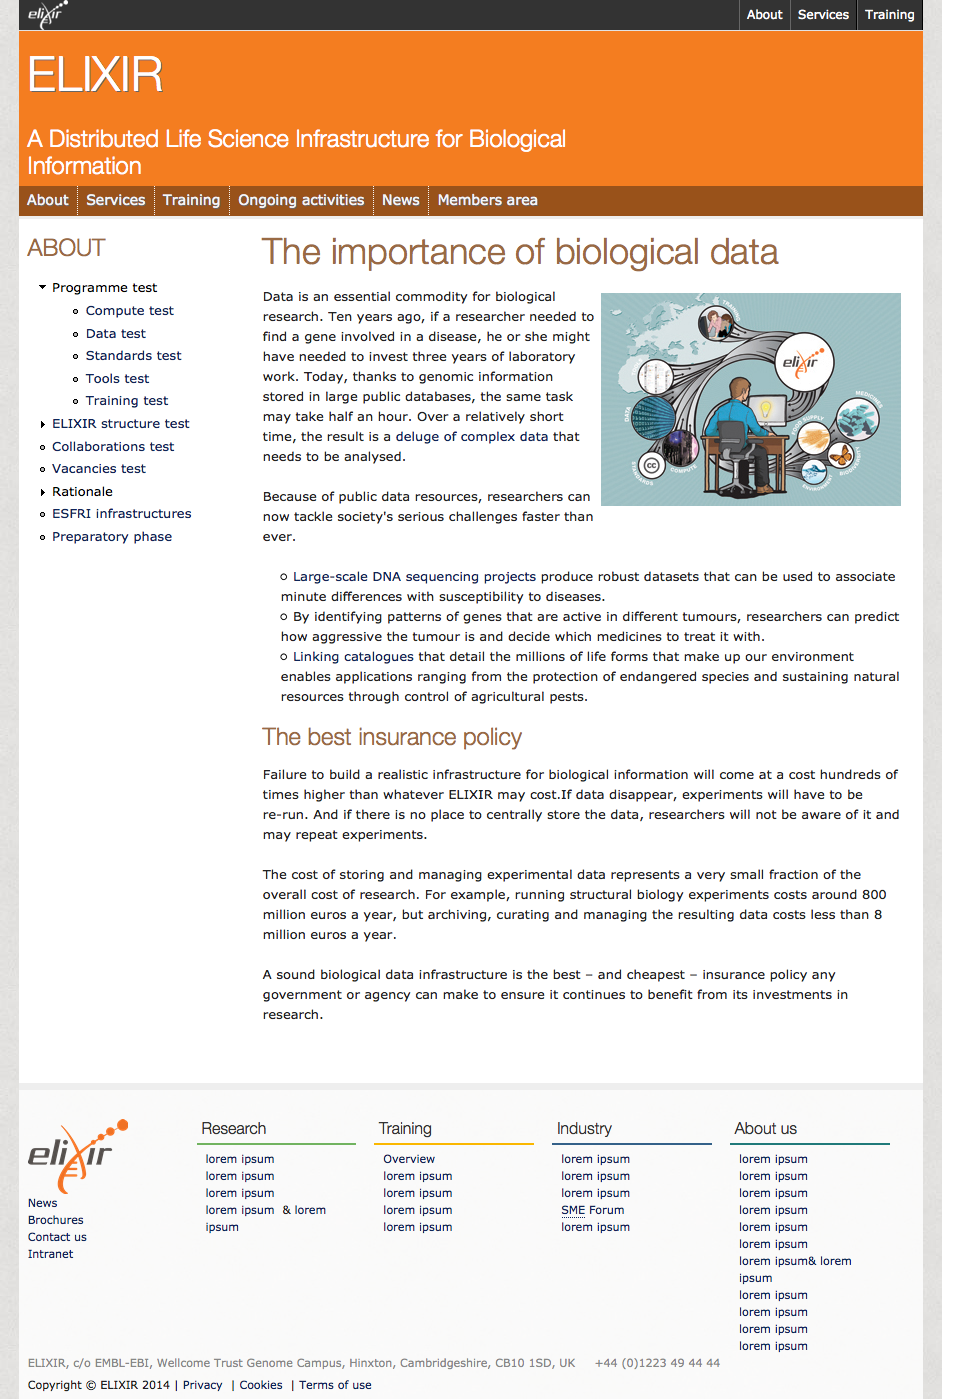 elixir
About Services Training
ELIXIR
A Distributed Life Science Infrastructure for Biological
Information
About Services Training Ongoing activities News Members area
ABOUT
Programme test
Compute test
Data test
Standards test
Tools test
Training test
ELIXIR structure test
Collaborations test
Vacancies test
Rationale
ESFRI infrastructures
Preparatory phase
The importance of biological data
Data is an essential commodity for biological
research. Ten years ago, if a researcher needed to
find a gene involved in a disease, he or she might
have needed to invest three years of laboratory
work. Today, thanks to genomic information
stored in large public databases, the same task
may take half an hour. Over a relatively short
time, the result is a deluge of complex data that
needs to be analysed.
TRAINING
elixir
DATA
STANDARDS
cc
COMPUTE
MEDICINES
FOOD SUPPLY
BIODIVERSITY
ENVIRONMENT
Because of public data resources, researchers can
now tackle society's serious challenges faster than
ever.
Large-scale DNA sequencing projects produce robust datasets that can be used to associate
minute differences with susceptibility to diseases.
By identifying patterns of genes that are active in different tumours, researchers can predict
how aggressive the tumour is and decide which medicines to treat it with.
Linking catalogues that detail the millions of life forms that make up our environment
enables applications ranging from the protection of endangered species and sustaining natural
resources through control of agricultural pests.
The best insurance policy
Failure to build a realistic infrastructure for biological information will come at a cost hundreds of
times higher than whatever ELIXIR may cost.If data disappear, experiments will have to be
re-run. And if there is no place to centrally store the data, researchers will not be aware of it and
may repeat experiments.
The cost of storing and managing experimental data represents a very small fraction of the
overall cost of research. For example, running structural biology experiments costs around 800
million euros a year, but archiving, curating and managing the resulting data costs less than 8
million euros a year.
A sound biological data infrastructure is the best – and cheapest – insurance policy any
government or agency can make to ensure it continues to benefit from its investments in
research.
elixir
News
Brochures
Contact us
Intranet
Research
lorem ipsum
lorem ipsum
lorem ipsum
lorem ipsum & lorem
ipsum
Training
Overview
lorem ipsum
lorem ipsum
lorem ipsum
lorem ipsum
Industry
lorem ipsum
lorem ipsum
lorem ipsum
SME Forum
lorem ipsum
About us
lorem ipsum
lorem ipsum
lorem ipsum
lorem ipsum
lorem ipsum
lorem ipsum
lorem ipsum& lorem
ipsum
lorem ipsum
lorem ipsum
lorem ipsum
lorem ipsum
ELIXIR, c/o EMBL-EBI, Wellcome Trust Genome Campus, Hinxton, Cambridgeshire, CB10 1SD, UK +44 (0)1223 49 44 44
Copyright © ELIXIR 2014 | Privacy | Cookies | Terms of use